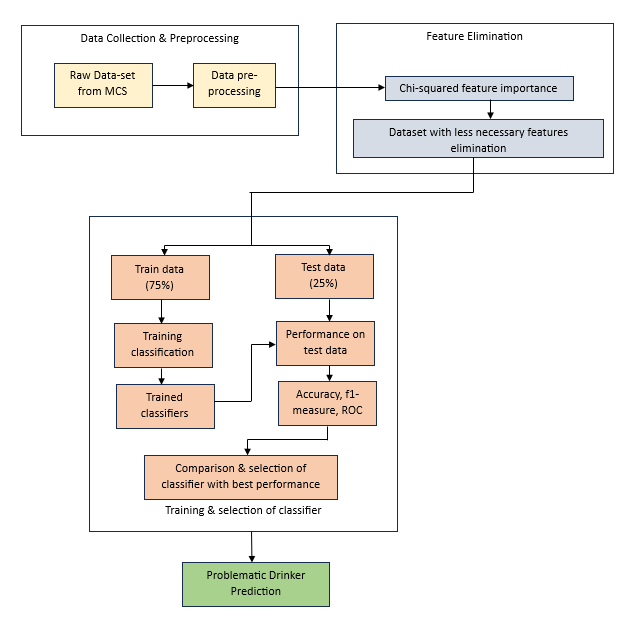 Data Collection & Preprocessing
Raw Data-set
from MCS
Data pre-
processing
Feature Elimination
Chi-squared feature importance
Dataset with less necessary features
elimination
Train data
(75%)
Test data
(25%)
Training
classification
Performance on
test data
Trained
classifiers
Accuracy, f1-
measure, ROC
Comparison & selection of
classifier with best performance
Training & selection of classifier
Problematic Drinker
Prediction